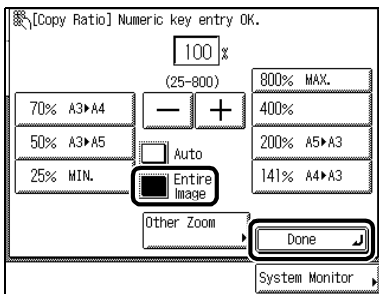 [Copy Ratio] Numeric key entry OK.
100 %
(25-800)
800% MAX.
70% A3▶A4
− +
400%
50% A3▶A5
Auto
200% A5▶A3
25% MIN.
Entire
Image
141% A4▶A3
Other Zoom
Done
System Monitor